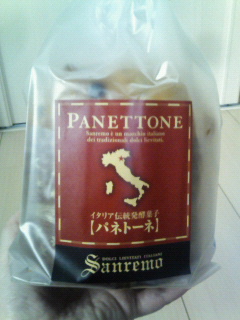 PANETTONE
Sanremo è un marchio italiano
dei tradizionali dolci lievitati.
イタリア伝統発酵菓子
【パネトーネ】
DOLCI LIEVITATI ITALIANI
Sanremo